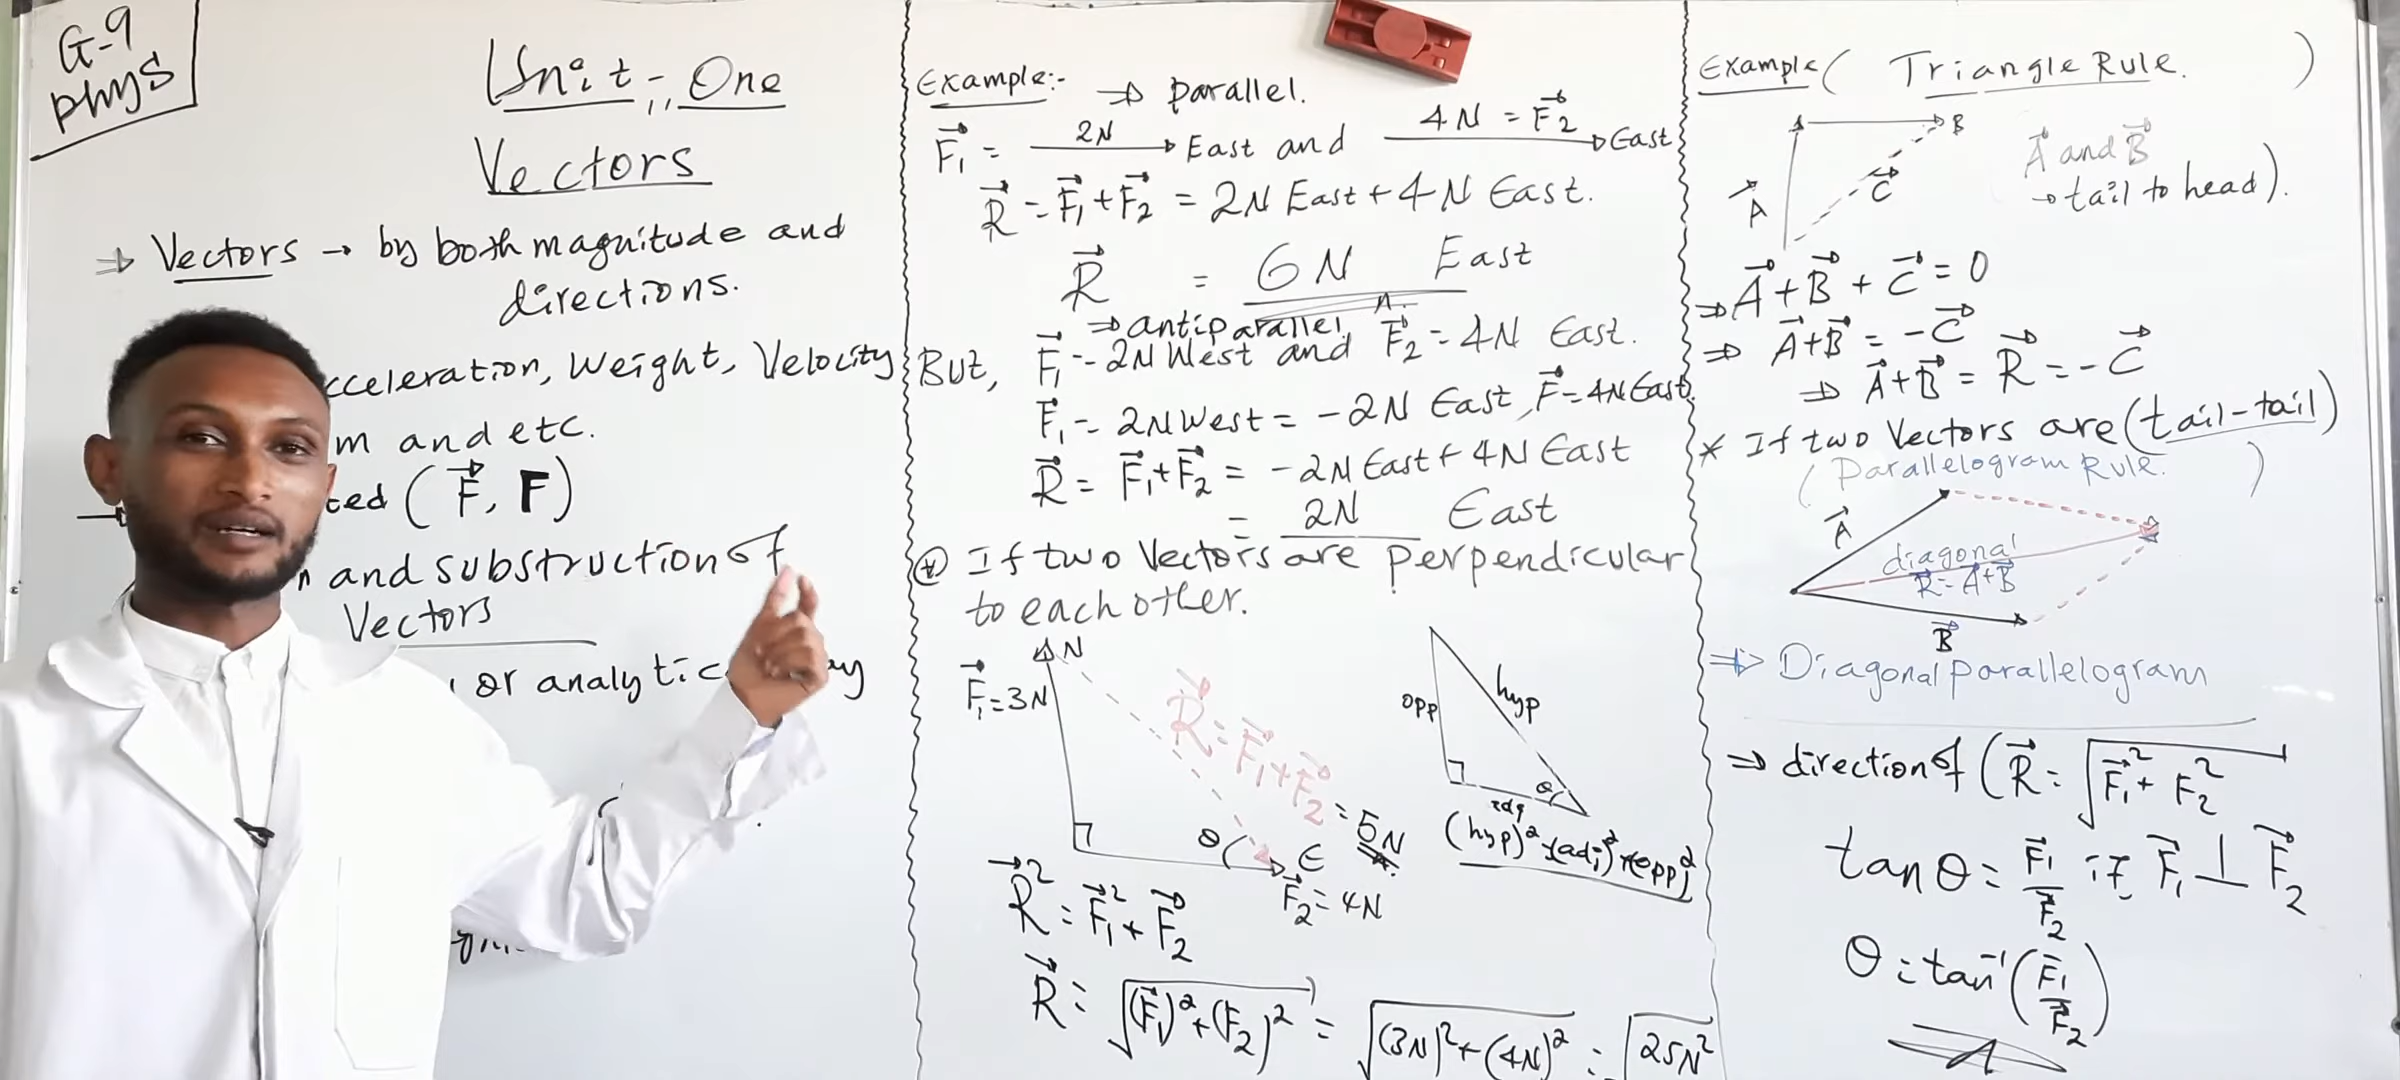 G-9
Phys
Unit - One
Vectors
⇒ Vectors → by both magnitude and
directions.
cceleration, Weight, Velocity
m and etc.
ted (F⃗, F)
n and substruction of
Vectors
or analytic
Example:- ⇒ parallel.
F⃗₁ = 2N East and 4N = F⃗₂ East
R⃗ = F⃗₁ + F⃗₂ = 2N East + 4N East.
R⃗ = 6N East
⇒ antiparallel,
But, F⃗₁ = 2N West and F⃗₂ = 4N East.
F⃗₁ = 2N West = -2N East, F⃗ = 4N East.
R⃗ = F⃗₁ + F⃗₂ = -2N East + 4N East
= 2N East
If two Vectors are perpendicular
to each other.
N
F⃗₁ = 3N
R⃗ = F⃗₁ + F⃗₂ = 5N
θ
E
F⃗₂ = 4N
opp
hyp
θ
adj
(hyp)² = (adj)² + (opp)²
R⃗² = F⃗₁² + F⃗₂
R⃗ = √(F⃗₁)² + (F₂)² = √(3N)² + (4N)² = √25N²
Example ( Triangle Rule. )
B
A⃗
C⃗
A⃗ and B⃗
→ tail to head).
⇒ A⃗ + B⃗ + C⃗ = 0
⇒ A⃗ + B⃗ = -C⃗
⇒ A⃗ + B⃗ = R⃗ = -C⃗
* If two Vectors are (tail-tail)
(Parallelogram Rule. )
A⃗
diagonal
R⃗ = A⃗ + B⃗
B⃗
⇒ Diagonal parallelogram
⇒ direction of (R⃗ = √F⃗₁² + F₂²
tan θ = F⃗₁/F⃗₂ if F⃗₁ ⊥ F⃗₂
θ = tan⁻¹(F⃗₁/F⃗₂)